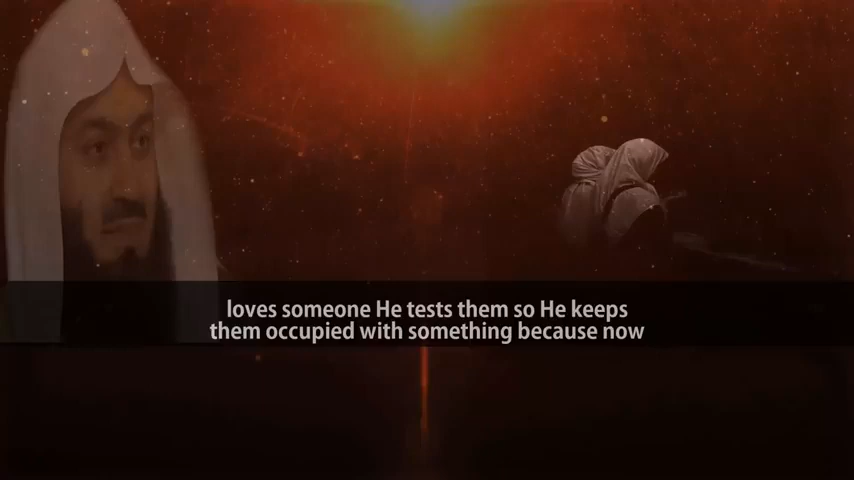 loves someone He tests them so He keeps
them occupied with something because now